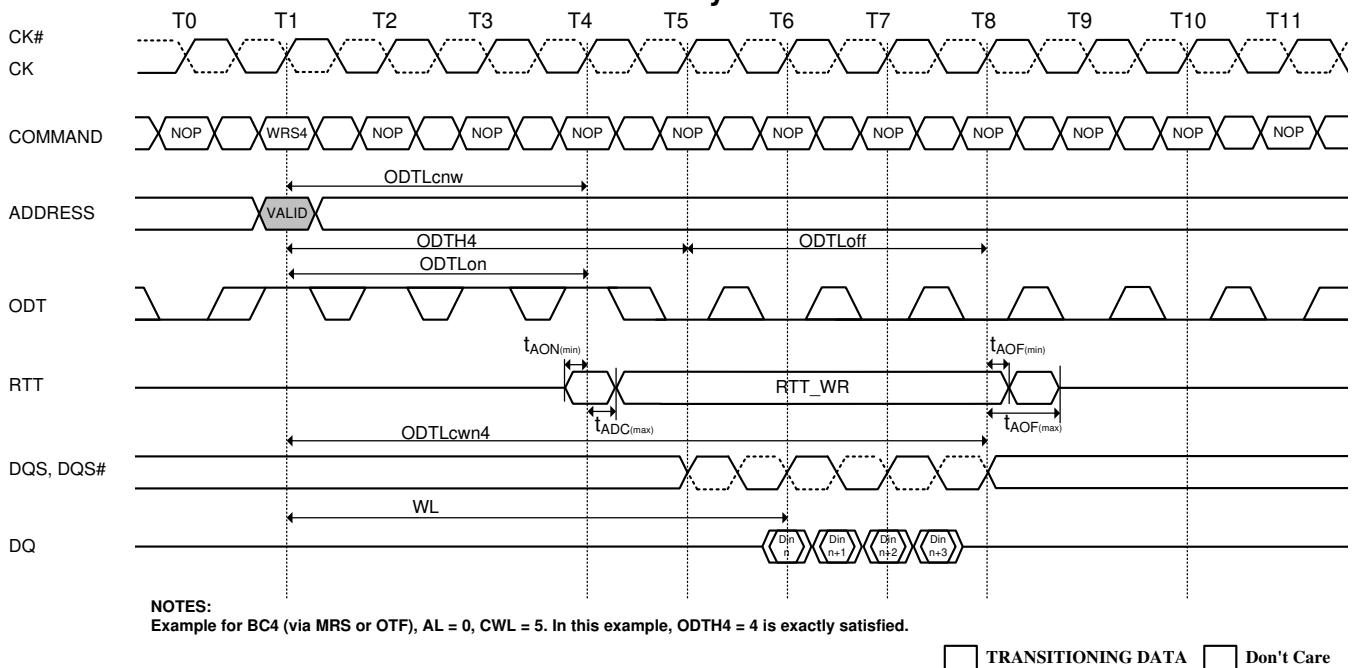 T0 T1 T2 T3 T4 T5 T6 T7 T8 T9 T10 T11
CK#
CK
COMMAND
NOP WRS4 NOP NOP NOP NOP NOP NOP NOP NOP NOP NOP
ODTLcnw
ADDRESS
VALID
ODTH4 ODTLoff
ODTLon
ODT
tAON(min) tAOF(min)
RTT
RTT_WR
tADC(max) tAOF(max)
ODTLcwn4
DQS, DQS#
WL
DQ
Din n Din n+1 Din n+2 Din n+3
NOTES:
Example for BC4 (via MRS or OTF), AL = 0, CWL = 5. In this example, ODTH4 = 4 is exactly satisfied.
TRANSITIONING DATA Don't Care